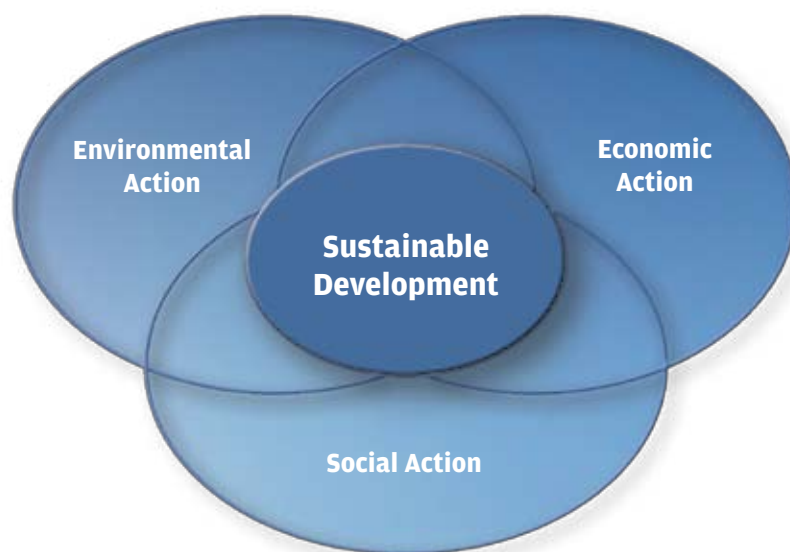 Environmental
Action
Economic
Action
Sustainable
Development
Social Action